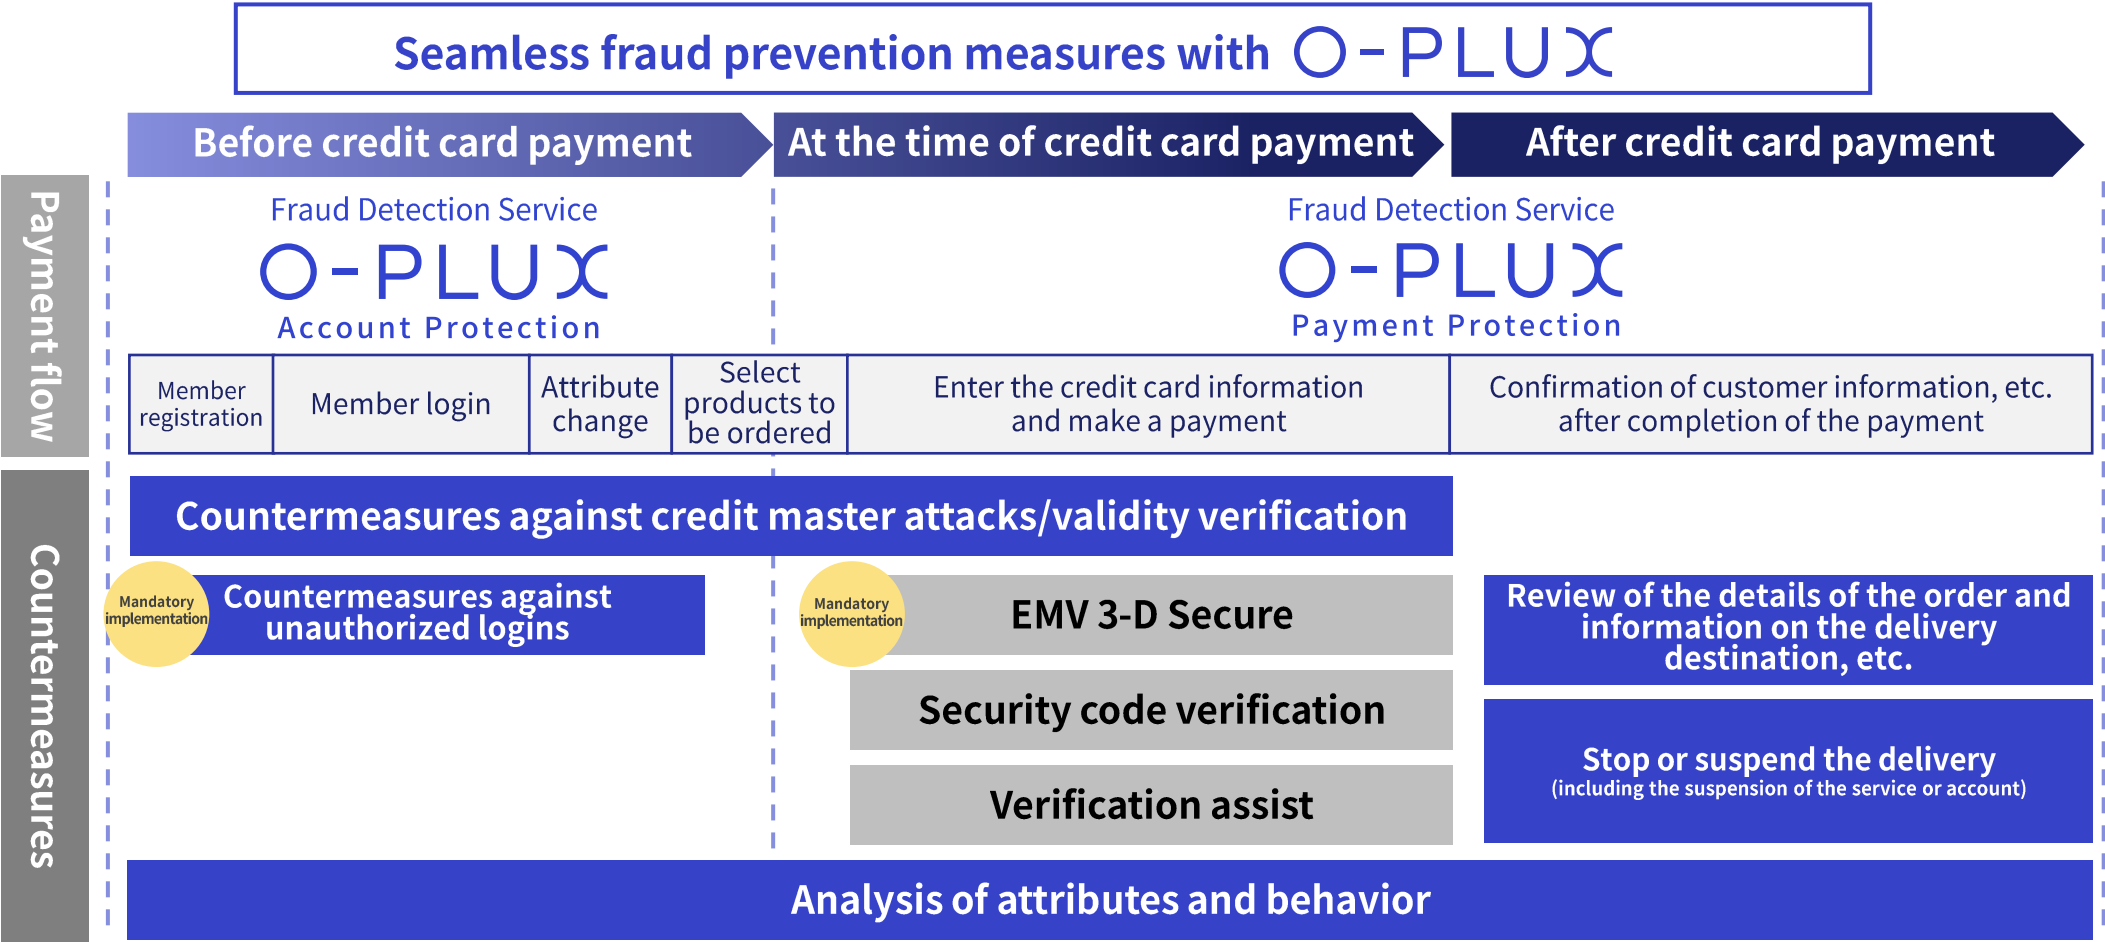 Seamless fraud prevention measures with O-PLUX
Before credit card payment
At the time of credit card payment
After credit card payment
Payment flow
Fraud Detection Service
O-PLUX
Account Protection
Fraud Detection Service
O-PLUX
Payment Protection
Member
registration
Member login
Attribute
change
Select
products to
be ordered
Enter the credit card information
and make a payment
Confirmation of customer information, etc.
after completion of the payment
Countermeasures
Countermeasures against credit master attacks/validity verification
Mandatory
implementation
Countermeasures against
unauthorized logins
Mandatory
implementation
EMV 3-D Secure
Security code verification
Verification assist
Review of the details of the order and
information on the delivery
destination, etc.
Stop or suspend the delivery
(including the suspension of the service or account)
Analysis of attributes and behavior